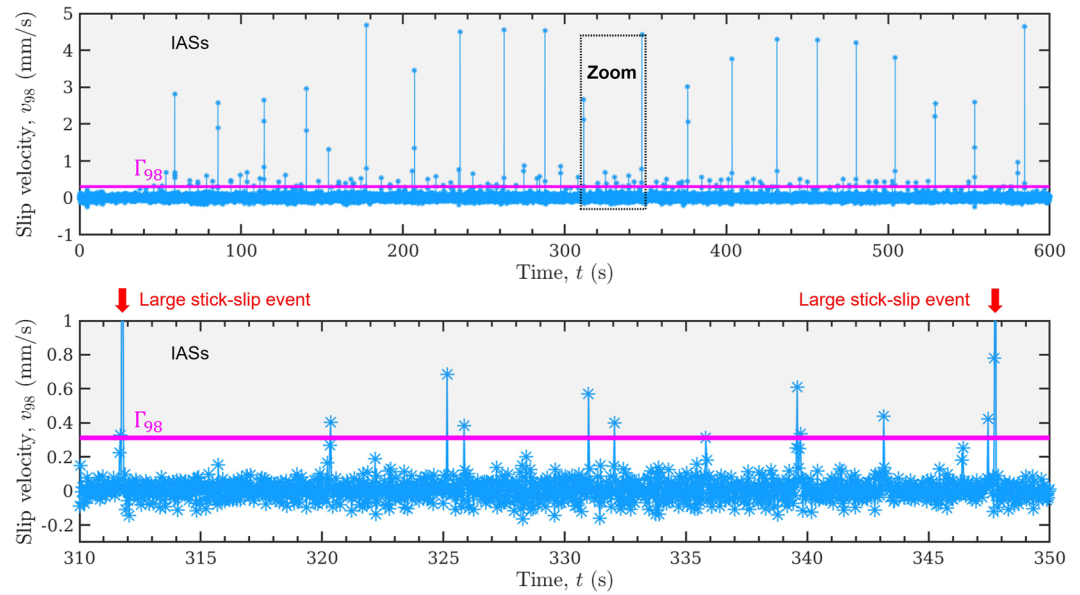 5
4
3
2
1
0
-1
Slip velocity, v₉₈ (mm/s)
IASs
Zoom
Γ₉₈
0 100 200 300 400 500 600
Time, t (s)
Large stick-slip event Large stick-slip event
1
0.8
0.6
0.4
0.2
0
-0.2
Slip velocity, v₉₈ (mm/s)
IASs
Γ₉₈
310 315 320 325 330 335 340 345 350
Time, t (s)